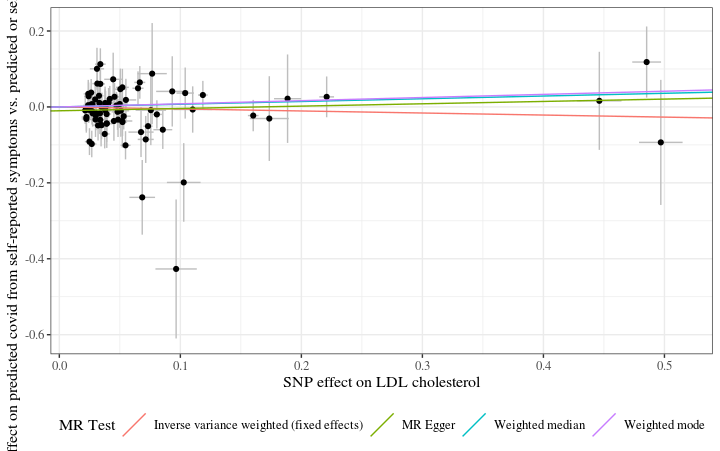 effect on predicted covid from self-reported symptoms vs. predicted or se
0.2
0.0
-0.2
-0.4
-0.6
0.0 0.1 0.2 0.3 0.4 0.5
SNP effect on LDL cholesterol
MR Test Inverse variance weighted (fixed effects) MR Egger Weighted median Weighted mode